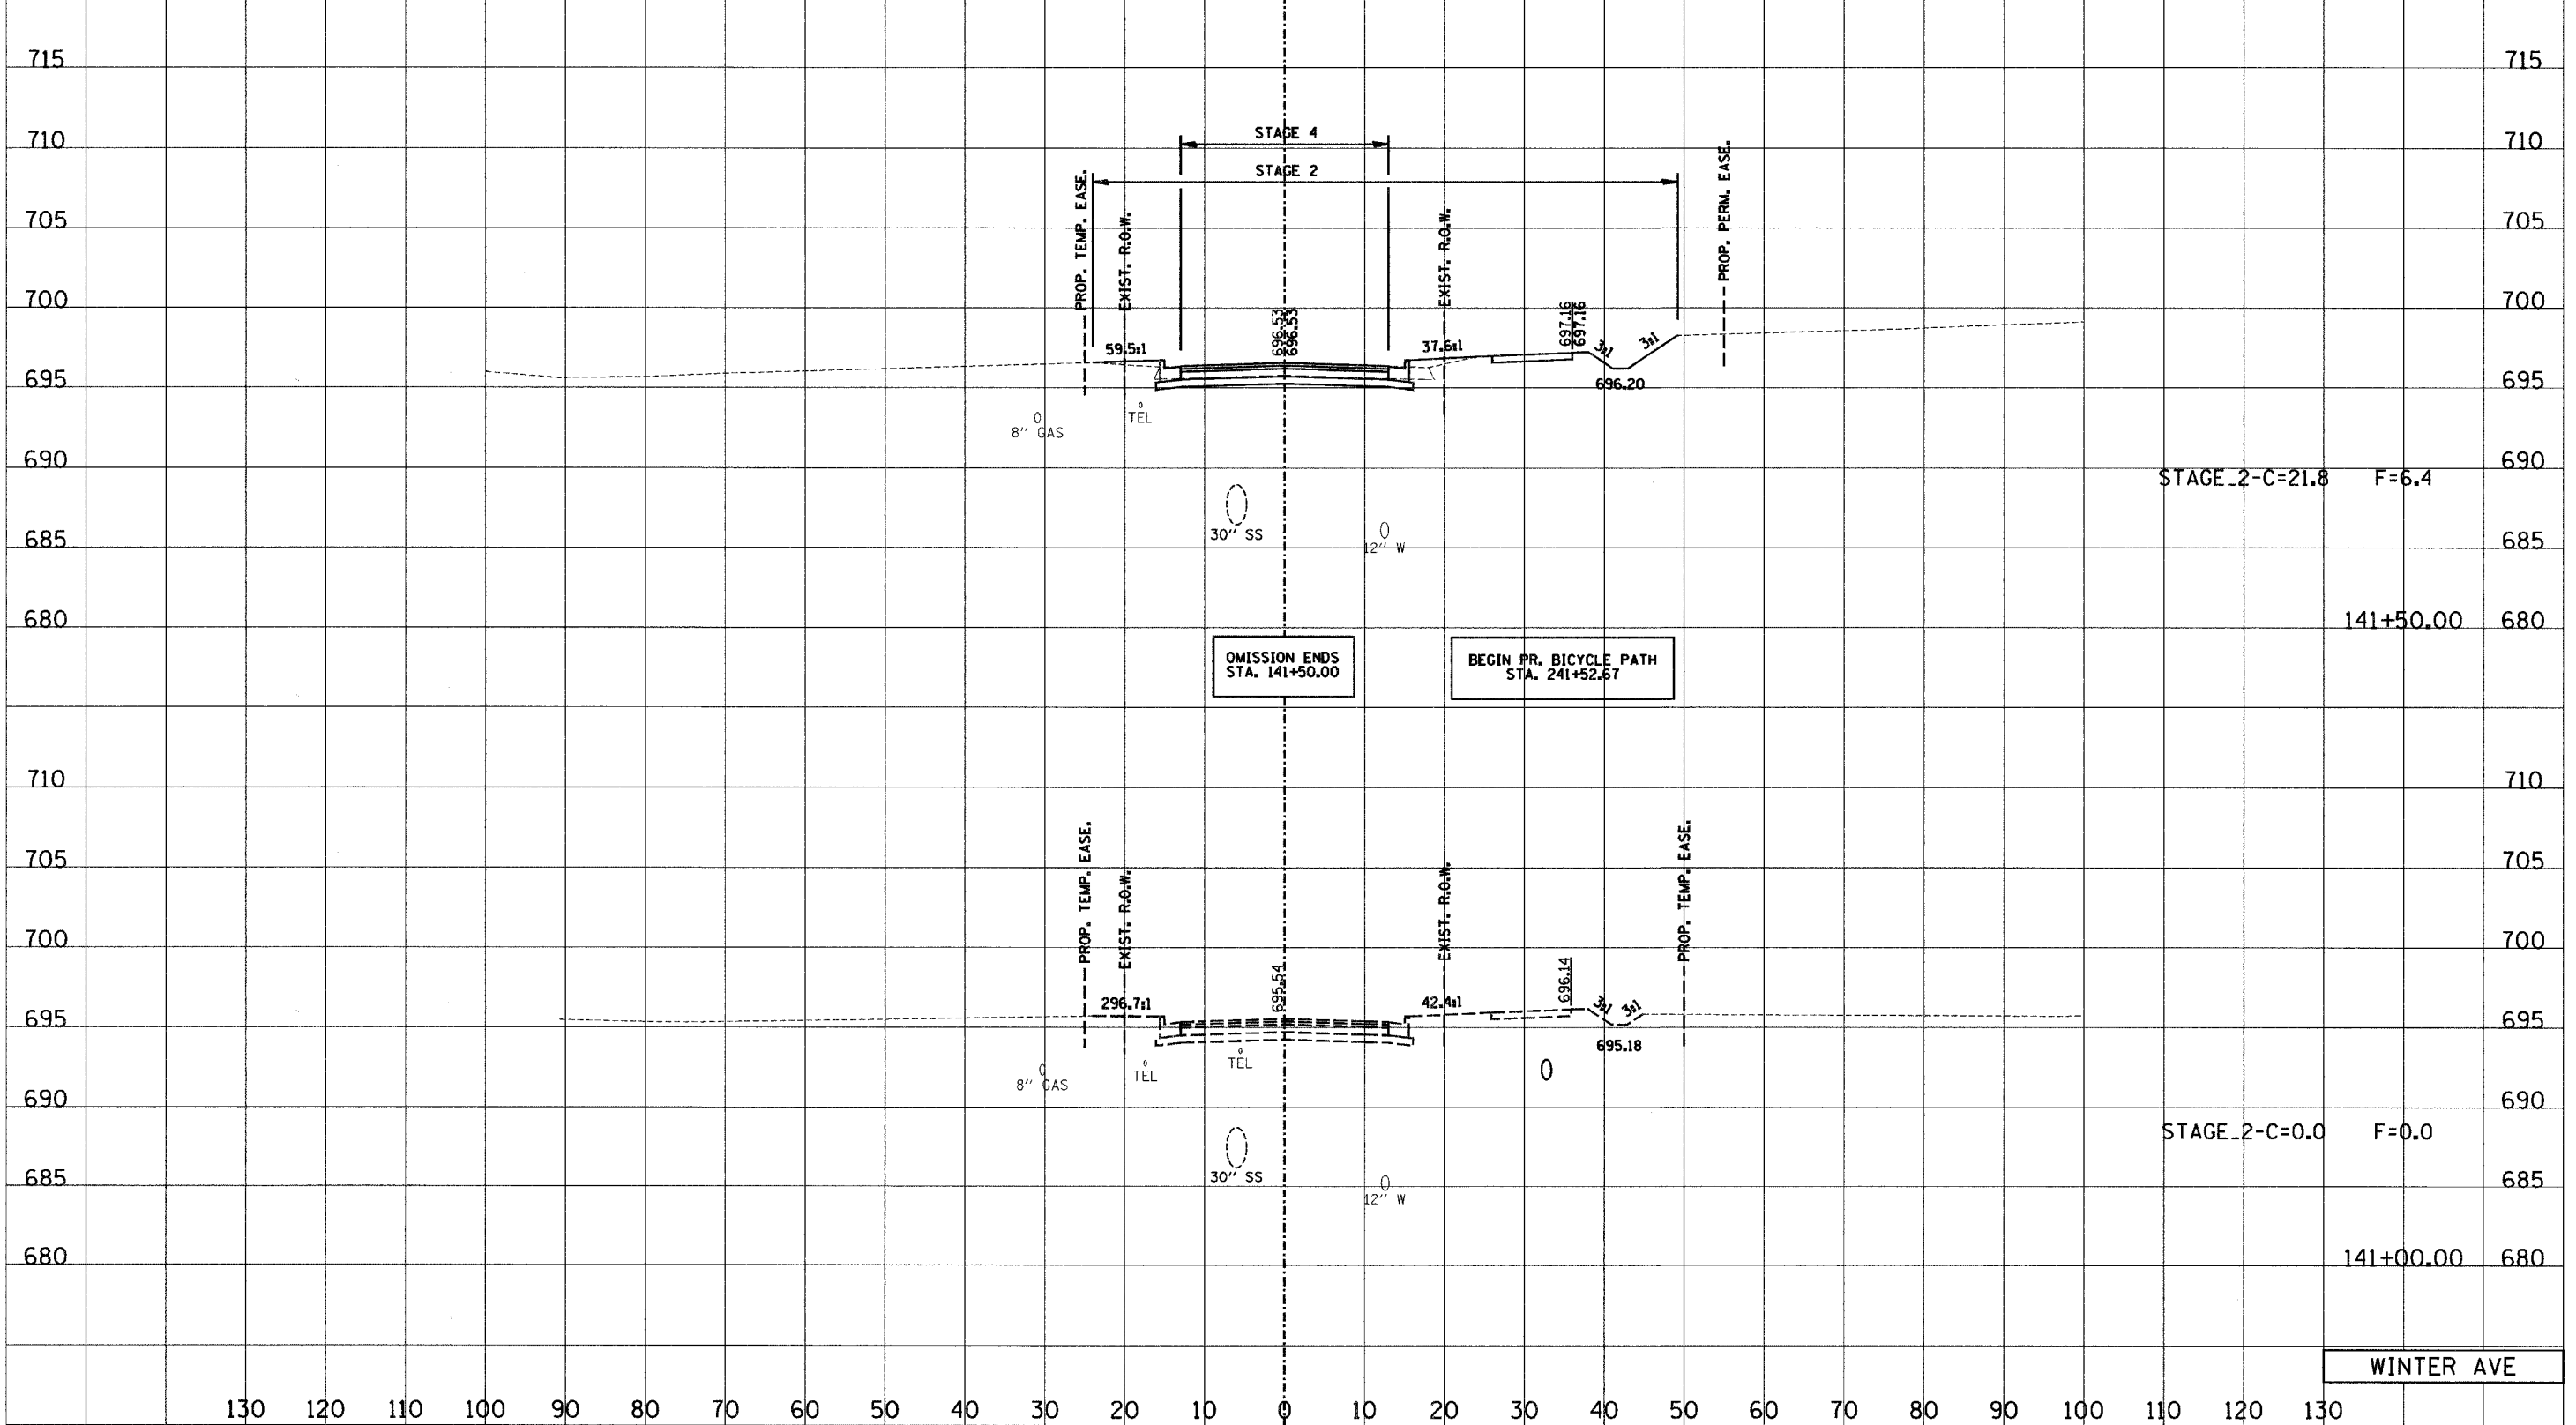 715 715
710 710
STAGE 4
STAGE 2
PROP. TEMP. EASE.
EXIST. R.O.W.
EXIST. R.O.W.
PROP. PERM. EASE.
705 705
700 700
696.53
696.53
697.16
697.16
59.5:1
37.6:1
3:1
3:1
695 695
696.20
TEL
8'' GAS
690 690
STAGE_2-C=21.8 F=6.4
30'' SS
12'' W
685 685
680 141+50.00 680
OMISSION ENDS
STA. 141+50.00
BEGIN PR. BICYCLE PATH
STA. 241+52.67
710 710
PROP. TEMP. EASE.
EXIST. R.O.W.
EXIST. R.O.W.
PROP. TEMP. EASE.
705 705
700 700
695.54
696.14
296.7:1
42.4:1
3:1
3:1
695 695
695.18
TEL
TEL
8'' GAS
690 690
STAGE_2-C=0.0 F=0.0
30'' SS
12'' W
685 685
680 141+00.00 680
WINTER AVE
130 120 110 100 90 80 70 60 50 40 30 20 10 0 10 20 30 40 50 60 70 80 90 100 110 120 130